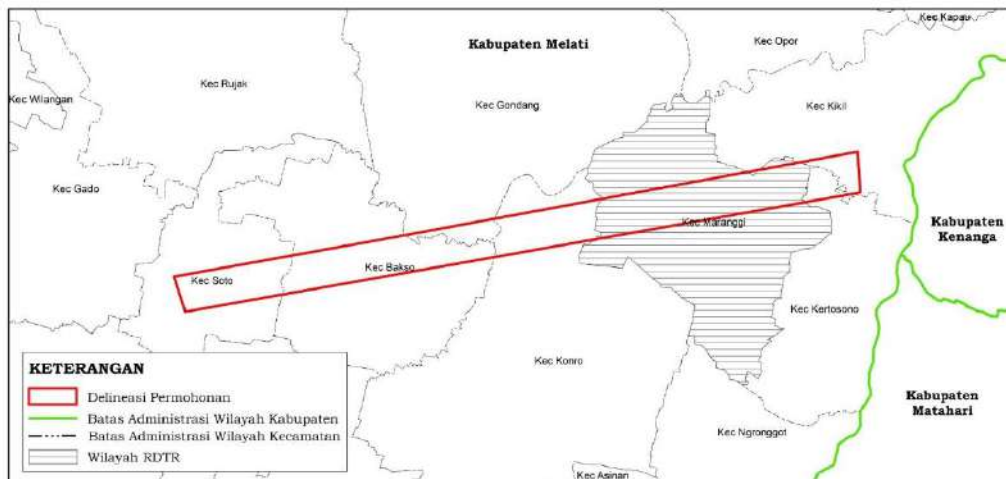 Kec Kapau
Kabupaten Melati
Kec Opor
Kec Rujak
Kec Wilangan
Kec Gondang
Kec Kikil
Kec Gado
Kec Maranggi
Kabupaten
Kenanga
Kec Bakso
Kec Soto
Kec Kertosono
Kec Konro
Kabupaten
Matahari
Kec Ngronggot
Kec Asinan
KETERANGAN
Delineasi Permohonan
Batas Administrasi Wilayah Kabupaten
Batas Administrasi Wilayah Kecamatan
Wilayah RDTR